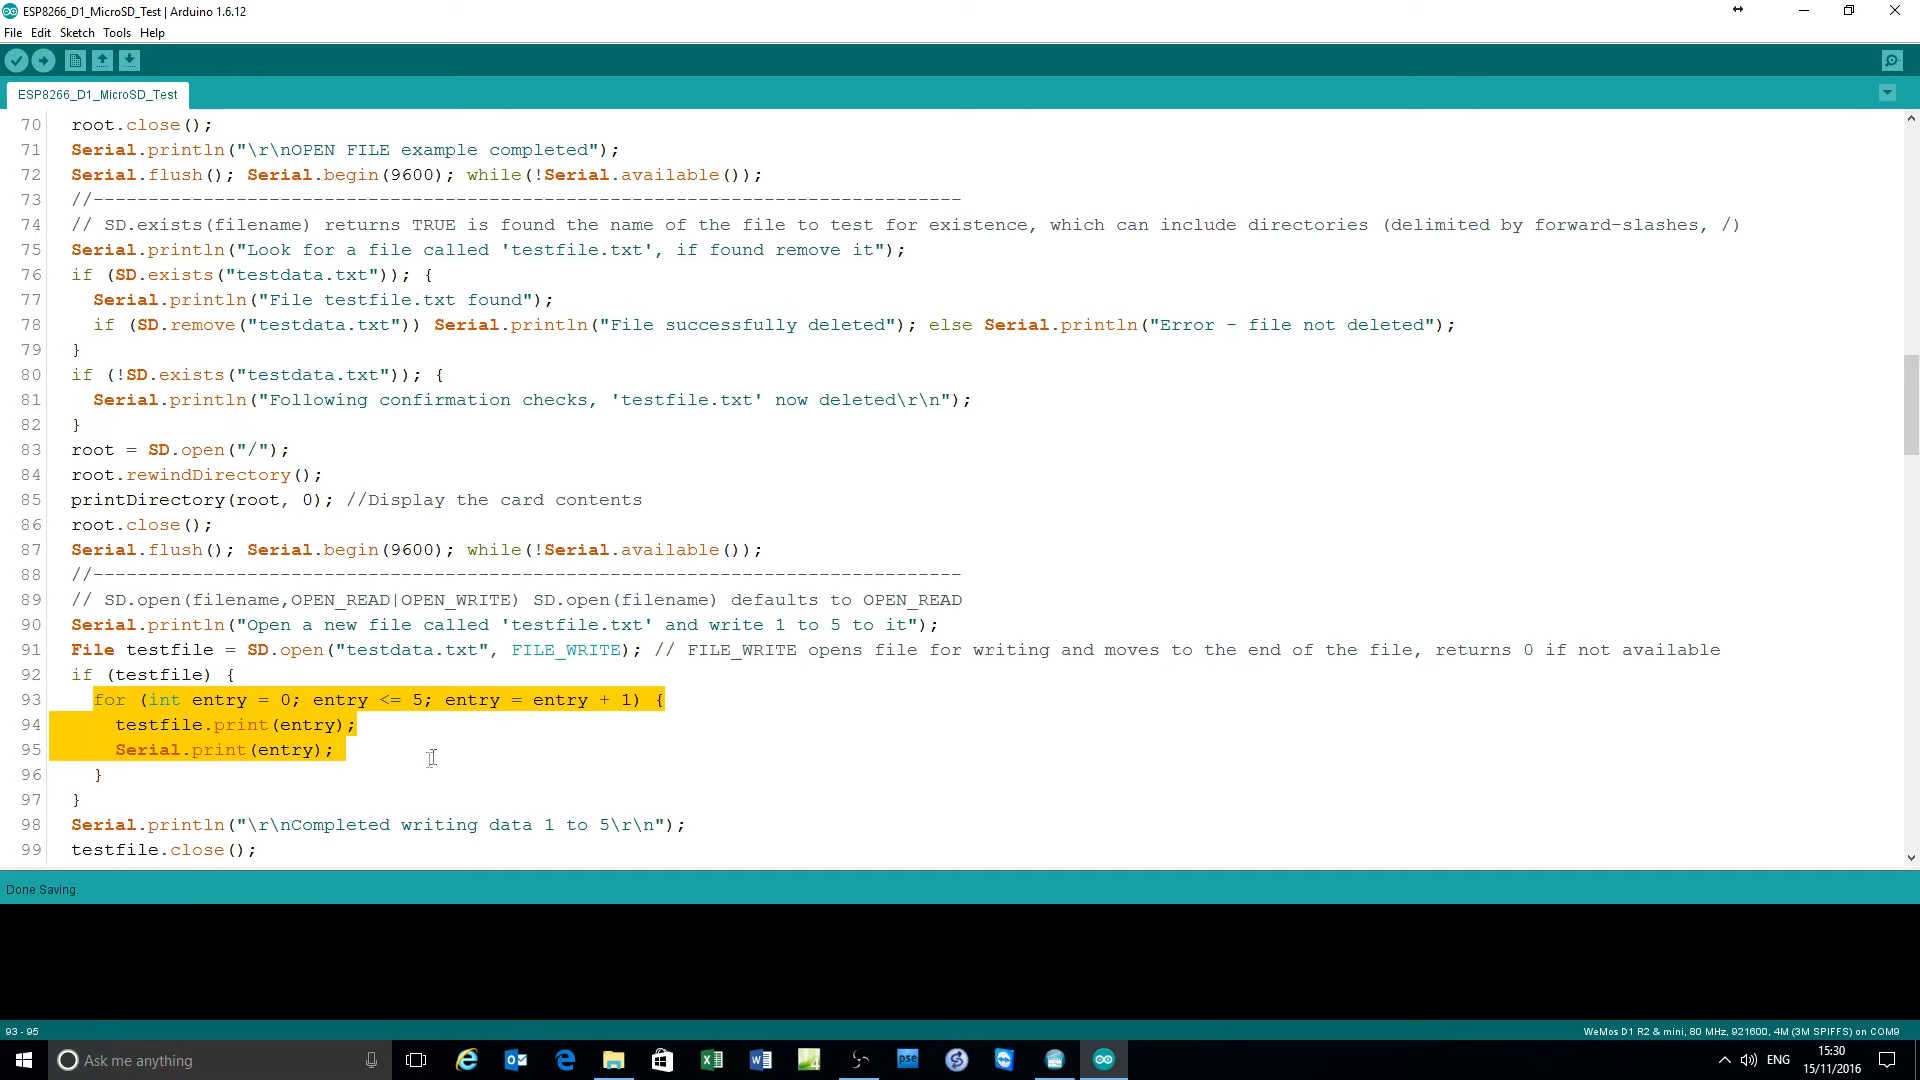 ESP8266_D1_MicroSD_Test | Arduino 1.6.12
File Edit Sketch Tools Help
ESP8266_D1_MicroSD_Test
70 root.close();
71 Serial.println("\r\nOPEN FILE example completed");
72 Serial.flush(); Serial.begin(9600); while(!Serial.available());
73 //-------------------------------------------------------------------------------
74 // SD.exists(filename) returns TRUE is found the name of the file to test for existence, which can include directories (delimited by forward-slashes, /)
75 Serial.println("Look for a file called 'testfile.txt', if found remove it");
76 if (SD.exists("testdata.txt")); {
77 Serial.println("File testfile.txt found");
78 if (SD.remove("testdata.txt")) Serial.println("File successfully deleted"); else Serial.println("Error - file not deleted");
79 }
80 if (!SD.exists("testdata.txt")); {
81 Serial.println("Following confirmation checks, 'testfile.txt' now deleted\r\n");
82 }
83 root = SD.open("/");
84 root.rewindDirectory();
85 printDirectory(root, 0); //Display the card contents
86 root.close();
87 Serial.flush(); Serial.begin(9600); while(!Serial.available());
88 //-------------------------------------------------------------------------------
89 // SD.open(filename,OPEN_READ|OPEN_WRITE) SD.open(filename) defaults to OPEN_READ
90 Serial.println("Open a new file called 'testfile.txt' and write 1 to 5 to it");
91 File testfile = SD.open("testdata.txt", FILE_WRITE); // FILE_WRITE opens file for writing and moves to the end of the file, returns 0 if not available
92 if (testfile) {
93 for (int entry = 0; entry <= 5; entry = entry + 1) {
94 testfile.print(entry);
95 Serial.print(entry);
96 }
97 }
98 Serial.println("\r\nCompleted writing data 1 to 5\r\n");
99 testfile.close();
Done Saving.
93 - 95
WeMos D1 R2 & mini, 80 MHz, 921600, 4M (3M SPIFFS) on COM9
Ask me anything
pse
ENG
15:30
15/11/2016